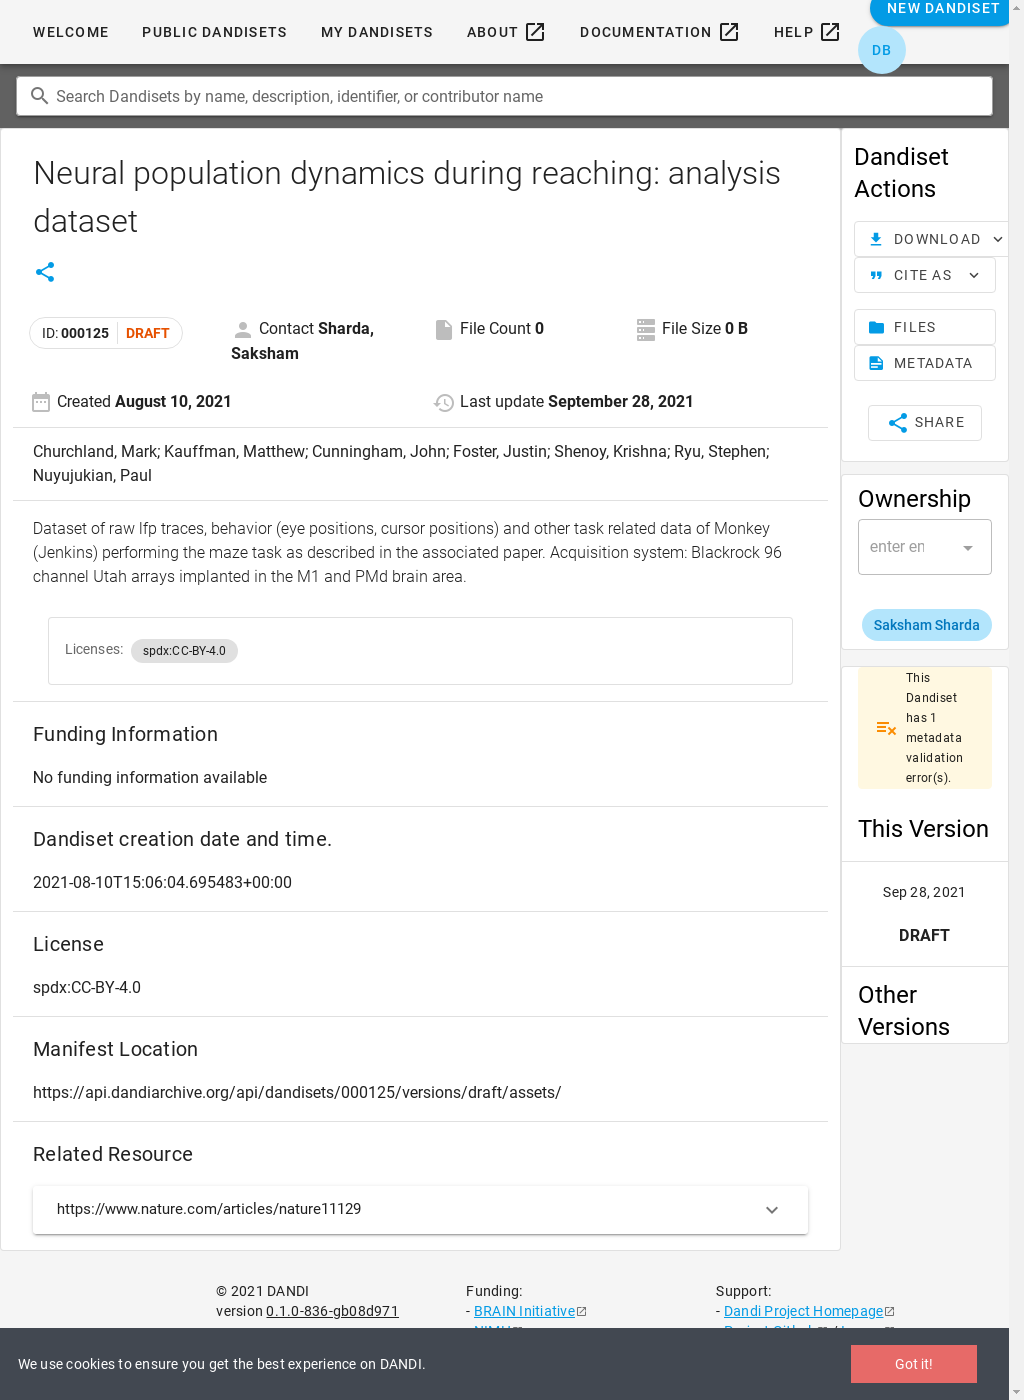 WELCOME PUBLIC DANDISETS MY DANDISETS ABOUT DOCUMENTATION HELP NEW DANDISET
DB
Search Dandisets by name, description, identifier, or contributor name
Neural population dynamics during reaching: analysis
dataset
ID: 000125 DRAFT
Contact Sharda,
Saksham
File Count 0
File Size 0 B
Created August 10, 2021
Last update September 28, 2021
Churchland, Mark; Kauffman, Matthew; Cunningham, John; Foster, Justin; Shenoy, Krishna; Ryu, Stephen;
Nuyujukian, Paul
Dataset of raw lfp traces, behavior (eye positions, cursor positions) and other task related data of Monkey
(Jenkins) performing the maze task as described in the associated paper. Acquisition system: Blackrock 96
channel Utah arrays implanted in the M1 and PMd brain area.
Licenses: spdx:CC-BY-4.0
Funding Information
No funding information available
Dandiset creation date and time.
2021-08-10T15:06:04.695483+00:00
License
spdx:CC-BY-4.0
Manifest Location
https://api.dandiarchive.org/api/dandisets/000125/versions/draft/assets/
Related Resource
https://www.nature.com/articles/nature11129
Dandiset
Actions
DOWNLOAD
CITE AS
FILES
METADATA
SHARE
Ownership
enter en
Saksham Sharda
This
Dandiset
has 1
metadata
validation
error(s).
This Version
Sep 28, 2021
DRAFT
Other
Versions
© 2021 DANDI
version 0.1.0-836-gb08d971
Funding:
- BRAIN Initiative
Support:
- Dandi Project Homepage
We use cookies to ensure you get the best experience on DANDI.
Got it!